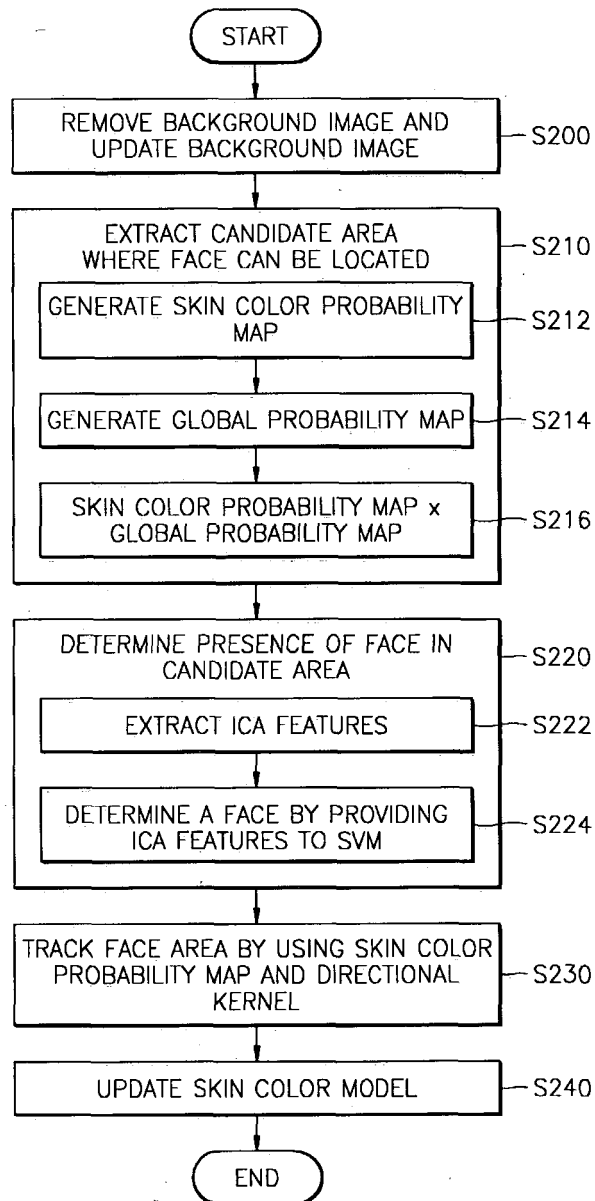 START
REMOVE BACKGROUND IMAGE AND
UPDATE BACKGROUND IMAGE
S200
EXTRACT CANDIDATE AREA
WHERE FACE CAN BE LOCATED
S210
GENERATE SKIN COLOR PROBABILITY
MAP
S212
GENERATE GLOBAL PROBABILITY MAP
S214
SKIN COLOR PROBABILITY MAP x
GLOBAL PROBABILITY MAP
S216
DETERMINE PRESENCE OF FACE IN
CANDIDATE AREA
S220
EXTRACT ICA FEATURES
S222
DETERMINE A FACE BY PROVIDING
ICA FEATURES TO SVM
S224
TRACK FACE AREA BY USING SKIN COLOR
PROBABILITY MAP AND DIRECTIONAL
KERNEL
S230
UPDATE SKIN COLOR MODEL
S240
END